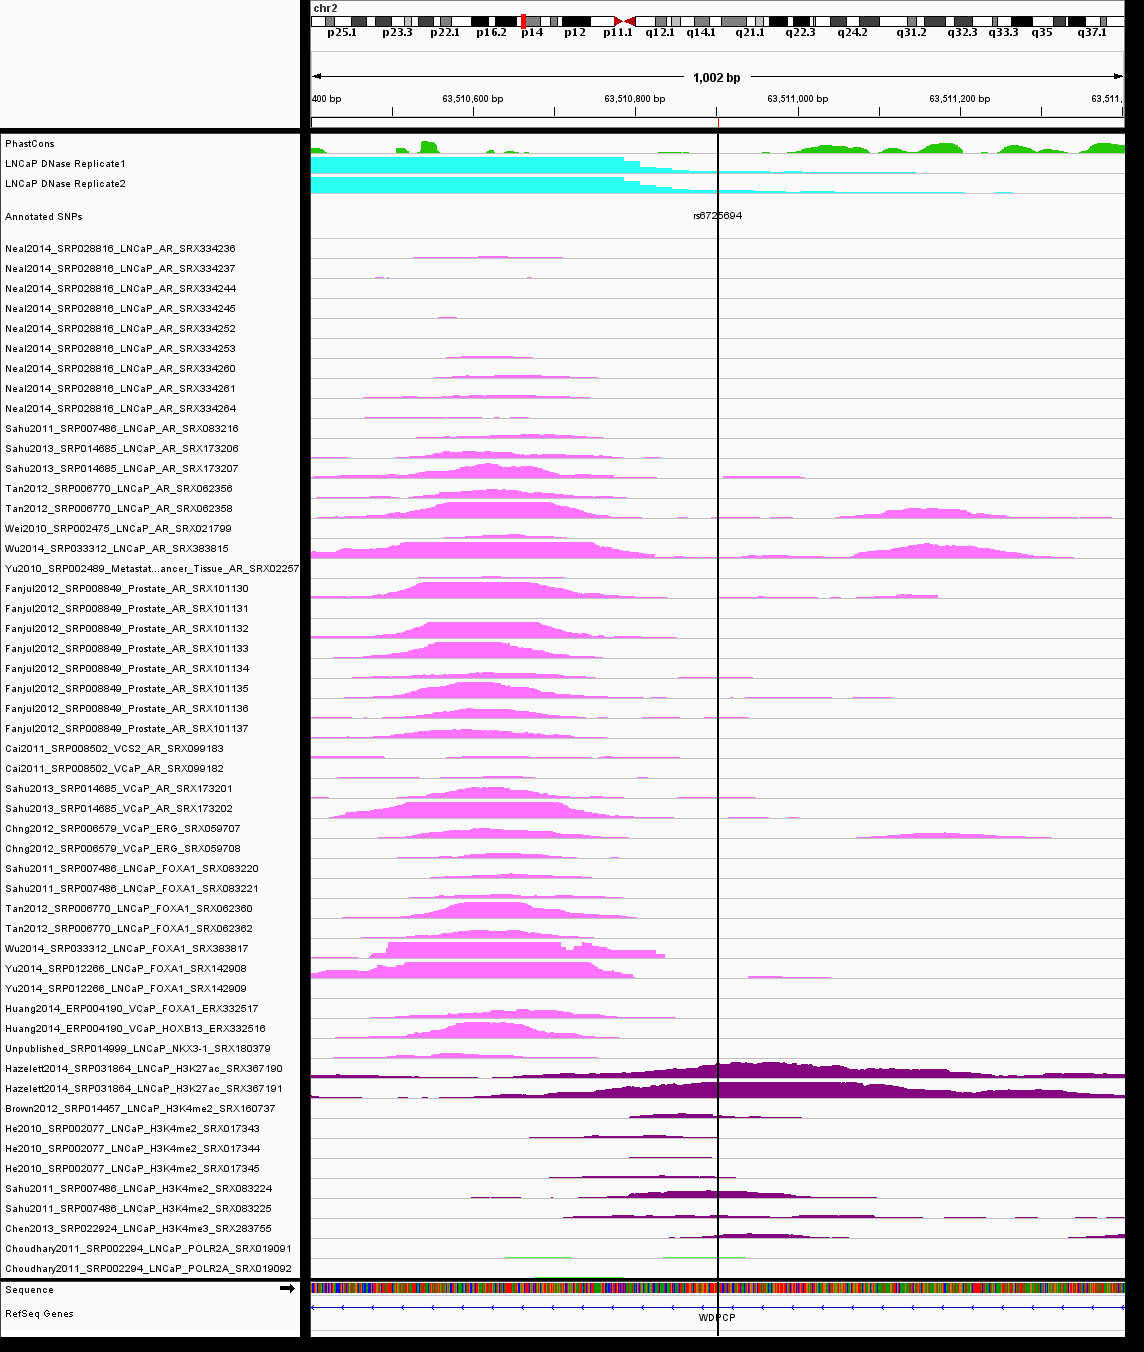 chr2
p25.1 p23.3 p22.1 p16.2 p14 p12 p11.1 q12.1 q14.1 q21.1 q22.3 q24.2 q31.2 q32.3 q33.3 q35 q37.1
1,002 bp
400 bp 63,510,600 bp 63,510,800 bp 63,511,000 bp 63,511,200 bp 63,511,
PhastCons
LNCaP DNase Replicate1
LNCaP DNase Replicate2
Annotated SNPs rs6725694
Neal2014_SRP028816_LNCaP_AR_SRX334236
Neal2014_SRP028816_LNCaP_AR_SRX334237
Neal2014_SRP028816_LNCaP_AR_SRX334244
Neal2014_SRP028816_LNCaP_AR_SRX334245
Neal2014_SRP028816_LNCaP_AR_SRX334252
Neal2014_SRP028816_LNCaP_AR_SRX334253
Neal2014_SRP028816_LNCaP_AR_SRX334260
Neal2014_SRP028816_LNCaP_AR_SRX334261
Neal2014_SRP028816_LNCaP_AR_SRX334264
Sahu2011_SRP007486_LNCaP_AR_SRX083216
Sahu2013_SRP014685_LNCaP_AR_SRX173206
Sahu2013_SRP014685_LNCaP_AR_SRX173207
Tan2012_SRP006770_LNCaP_AR_SRX062356
Tan2012_SRP006770_LNCaP_AR_SRX062358
Wei2010_SRP002475_LNCaP_AR_SRX021799
Wu2014_SRP033312_LNCaP_AR_SRX383815
Yu2010_SRP002489_Metastat...ancer_Tissue_AR_SRX02257
Fanjul2012_SRP008849_Prostate_AR_SRX101130
Fanjul2012_SRP008849_Prostate_AR_SRX101131
Fanjul2012_SRP008849_Prostate_AR_SRX101132
Fanjul2012_SRP008849_Prostate_AR_SRX101133
Fanjul2012_SRP008849_Prostate_AR_SRX101134
Fanjul2012_SRP008849_Prostate_AR_SRX101135
Fanjul2012_SRP008849_Prostate_AR_SRX101136
Fanjul2012_SRP008849_Prostate_AR_SRX101137
Cai2011_SRP008502_VCS2_AR_SRX099183
Cai2011_SRP008502_VCaP_AR_SRX099182
Sahu2013_SRP014685_VCaP_AR_SRX173201
Sahu2013_SRP014685_VCaP_AR_SRX173202
Chng2012_SRP006579_VCaP_ERG_SRX059707
Chng2012_SRP006579_VCaP_ERG_SRX059708
Sahu2011_SRP007486_LNCaP_FOXA1_SRX083220
Sahu2011_SRP007486_LNCaP_FOXA1_SRX083221
Tan2012_SRP006770_LNCaP_FOXA1_SRX062360
Tan2012_SRP006770_LNCaP_FOXA1_SRX062362
Wu2014_SRP033312_LNCaP_FOXA1_SRX383817
Yu2014_SRP012266_LNCaP_FOXA1_SRX142908
Yu2014_SRP012266_LNCaP_FOXA1_SRX142909
Huang2014_ERP004190_VCaP_FOXA1_ERX332517
Huang2014_ERP004190_VCaP_HOXB13_ERX332516
Unpublished_SRP014999_LNCaP_NKX3-1_SRX180379
Hazelett2014_SRP031864_LNCaP_H3K27ac_SRX367190
Hazelett2014_SRP031864_LNCaP_H3K27ac_SRX367191
Brown2012_SRP014457_LNCaP_H3K4me2_SRX160737
He2010_SRP002077_LNCaP_H3K4me2_SRX017343
He2010_SRP002077_LNCaP_H3K4me2_SRX017344
He2010_SRP002077_LNCaP_H3K4me2_SRX017345
Sahu2011_SRP007486_LNCaP_H3K4me2_SRX083224
Sahu2011_SRP007486_LNCaP_H3K4me2_SRX083225
Chen2013_SRP022924_LNCaP_H3K4me3_SRX283755
Choudhary2011_SRP002294_LNCaP_POLR2A_SRX019091
Choudhary2011_SRP002294_LNCaP_POLR2A_SRX019092
Sequence
RefSeq Genes
WDPCP